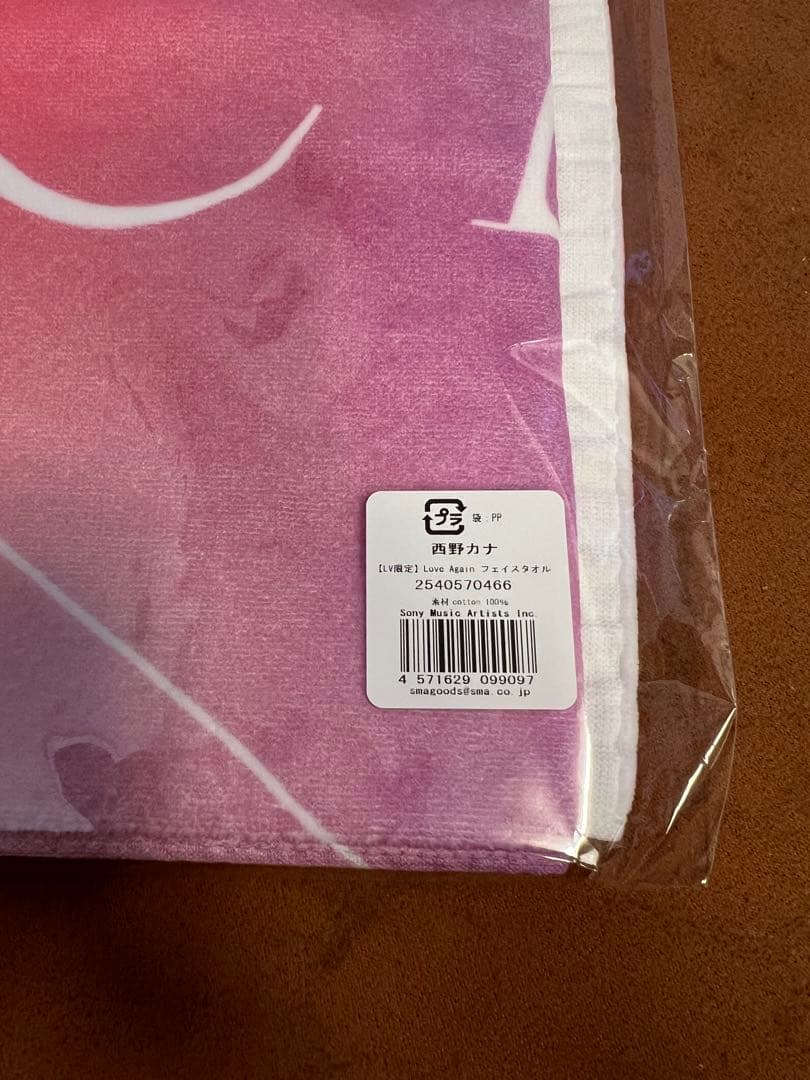 プラ 袋：PP
西野カナ
【LV限定】Love Again フェイスタオル
2540570466
素材 cotton 100%
Sony Music Artists Inc.
4 571629 099097
smagoods@sma.co.jp